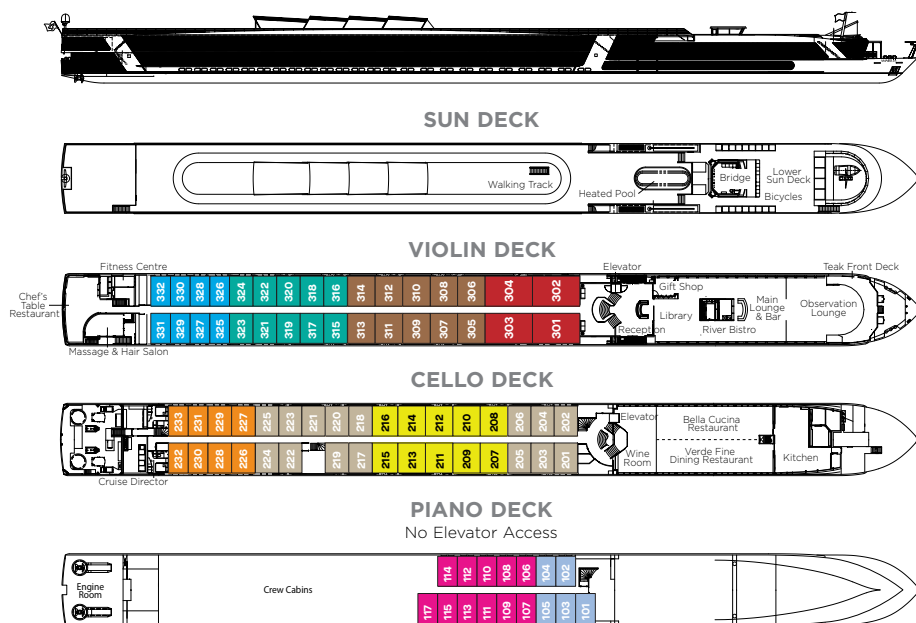 SUN DECK
Walking Track
Heated Pool
Bridge
Lower
Sun Deck
Bicycles
VIOLIN DECK
Fitness Centre
Elevator
Teak Front Deck
Chef's
Table
Restaurant
332 330 328 326 324 322 320 318 316 314 312 310 308 306 304 302
Gift Shop
Library
Main
Lounge
& Bar
Observation
Lounge
331 329 327 325 323 321 319 317 315 313 311 309 307 305 303 301
Reception
River Bistro
Massage & Hair Salon
CELLO DECK
233 231 229 227 225 223 221 220 218 216 214 212 210 208 206 204 202
Elevator
Bella Cucina
Restaurant
232 230 228 226 224 222 219 217 215 213 211 209 207 205 203 201
Wine
Room
Verde Fine
Dining Restaurant
Kitchen
Cruise Director
PIANO DECK
No Elevator Access
Engine
Room
Crew Cabins
114 112 110 108 106 104 102
117 115 113 111 109 107 105 103 101